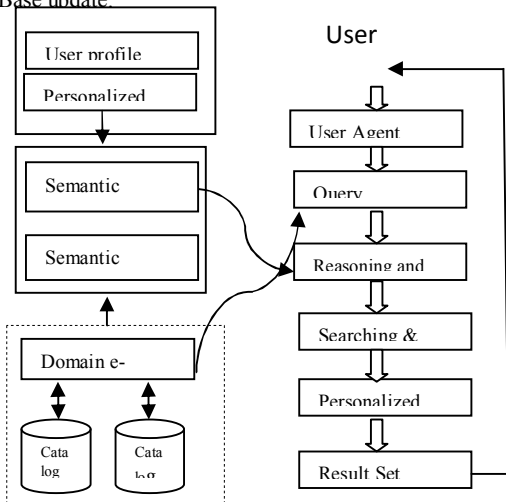 Base update.
User profile
Personalized
Semantic
Semantic
Domain e-
Cata
log
Cata
log
User
User Agent
Query
Reasoning and
Searching &
Personalized
Result Set